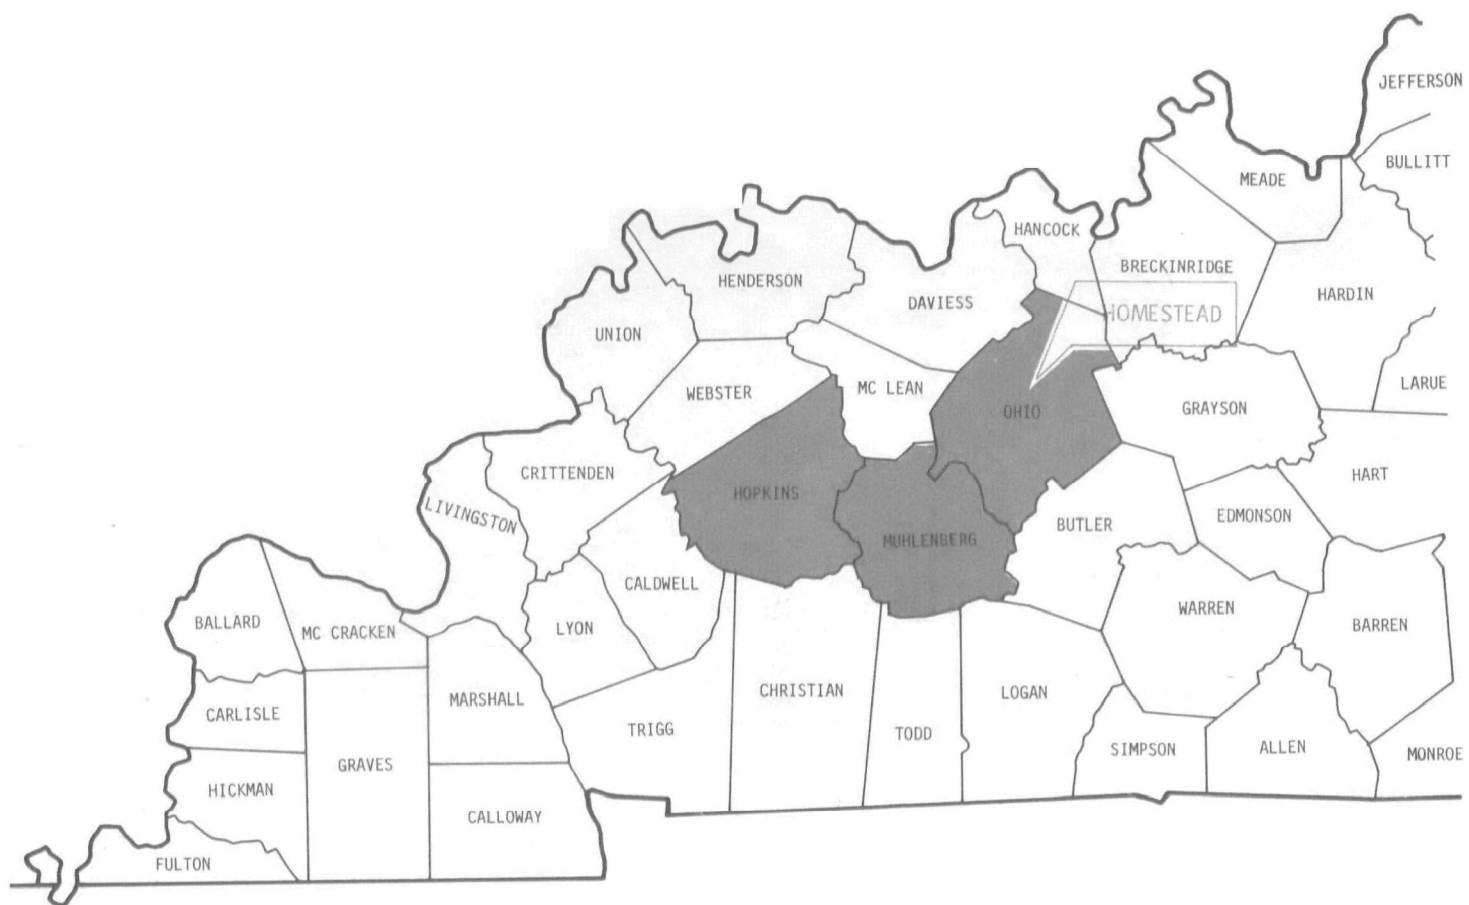 JEFFERSON
BULLITT
MEADE
HANCOCK
BRECKINRIDGE
HENDERSON
HARDIN
DAVIESS
HOMESTEAD
UNION
LARUE
WEBSTER
MC LEAN
GRAYSON
OHIO
CRITTENDEN
HART
HOPKINS
LIVINGSTON
EDMONSON
BUTLER
MUHLENBERG
CALDWELL
WARREN
BALLARD
LYON
MC CRACKEN
BARREN
CHRISTIAN
LOGAN
MARSHALL
CARLISLE
TRIGG
TODD
SIMPSON
ALLEN
MONROE
GRAVES
HICKMAN
CALLOWAY
FULTON